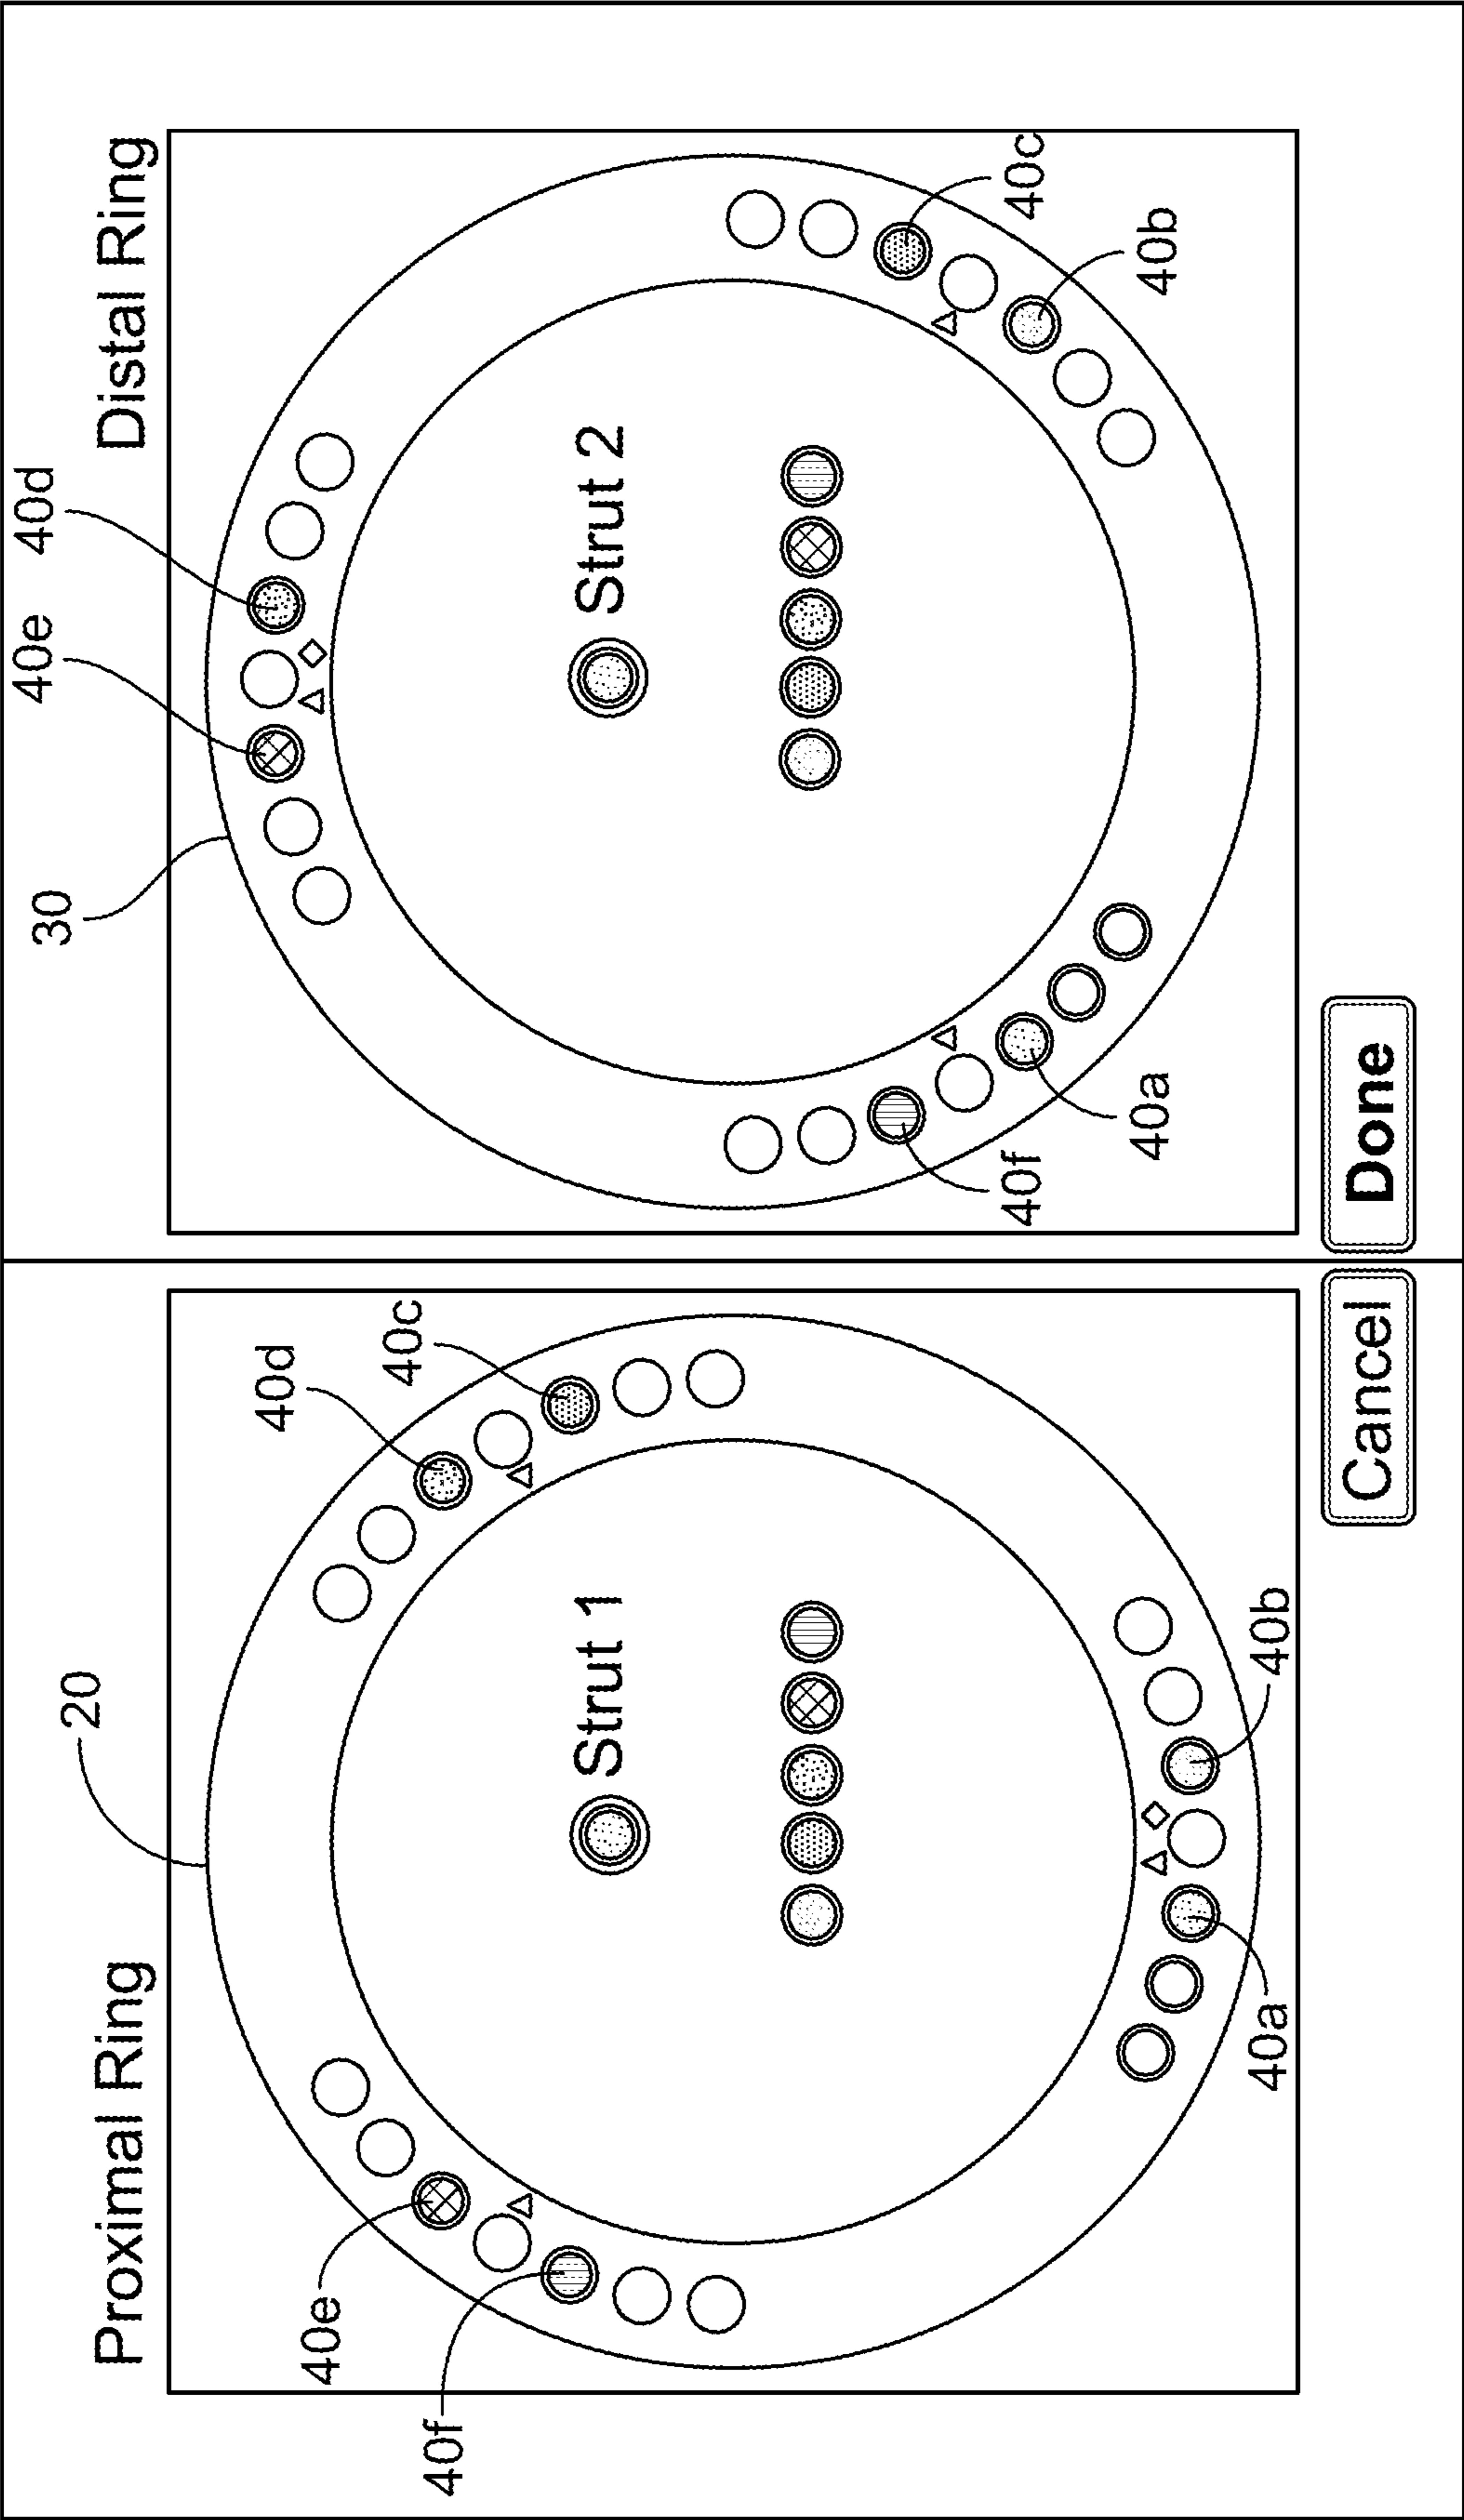 Proximal Ring
20
40d
40c
40e
40f
Strut 1
40a
40b
Distal Ring
30
40e
40d
Strut 2
40c
40b
40f
40a
Cancel
Done